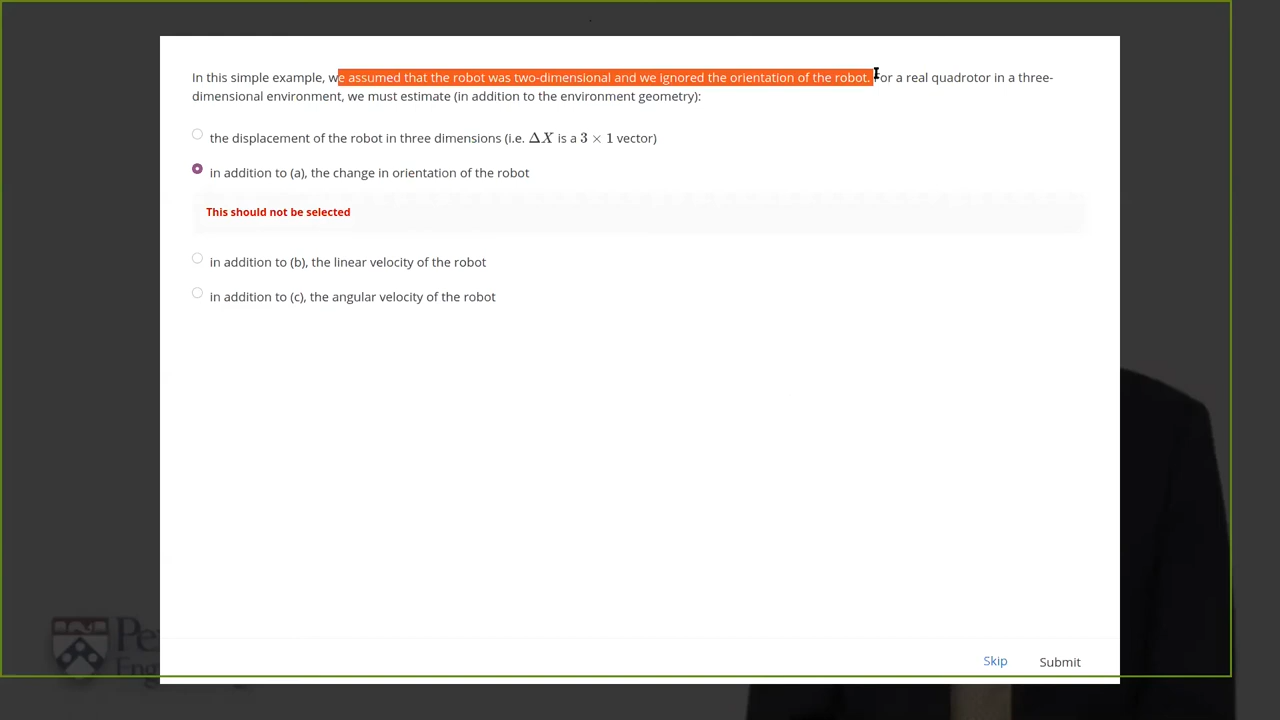 In this simple example, we assumed that the robot was two-dimensional and we ignored the orientation of the robot. For a real quadrotor in a three-
dimensional environment, we must estimate (in addition to the environment geometry):
the displacement of the robot in three dimensions (i.e. ΔX is a 3 × 1 vector)
in addition to (a), the change in orientation of the robot
This should not be selected
in addition to (b), the linear velocity of the robot
in addition to (c), the angular velocity of the robot
Skip
Submit
Pe
Eng